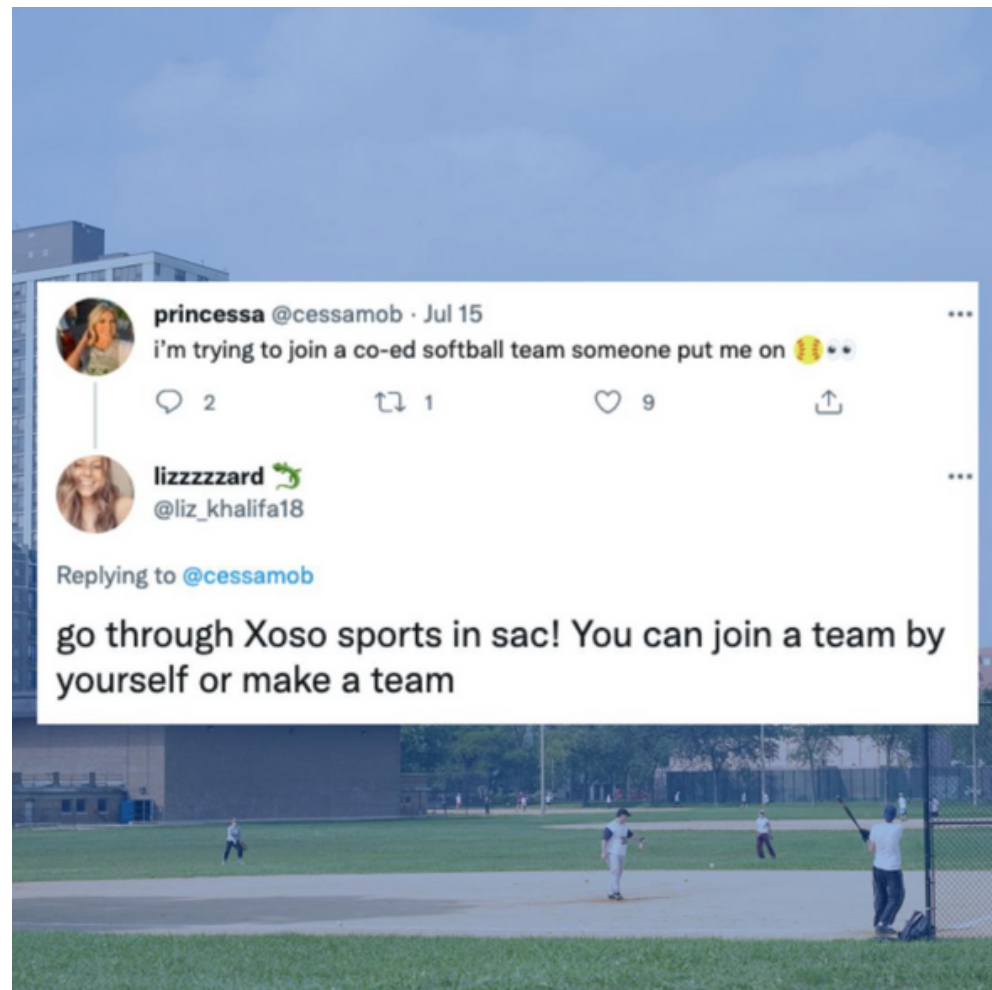 princessa @cessamob · Jul 15
i'm trying to join a co-ed softball team someone put me on 🥎👀
2 1 9
lizzzzzard 🦎
@liz_khalifa18
Replying to @cessamob
go through Xoso sports in sac! You can join a team by
yourself or make a team